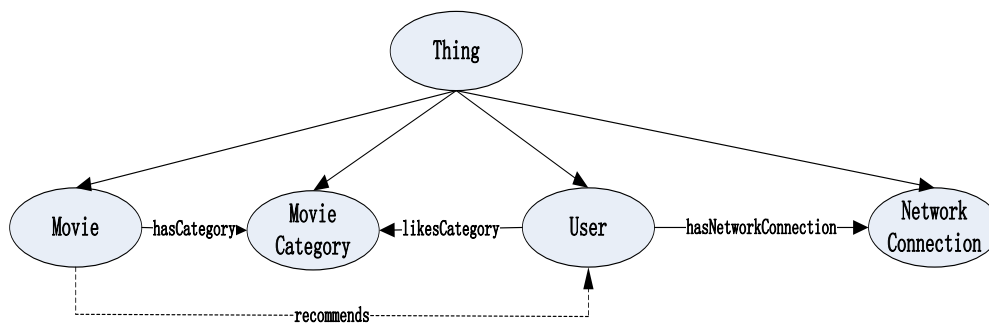 Thing
Movie
hasCategory
Movie
Category
likesCategory
User
hasNetworkConnection
Network
Connection
recommends